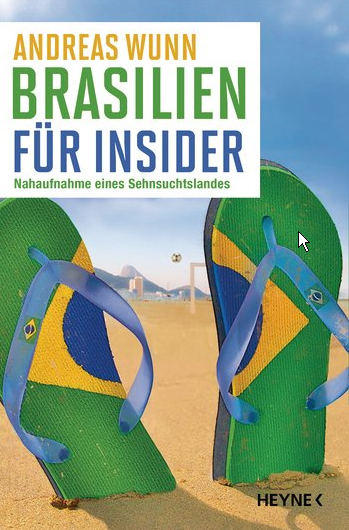 ANDREAS WUNN
BRASILIEN
FÜR INSIDER
Nahaufnahme eines Sehnsuchtslandes
HEYNE <